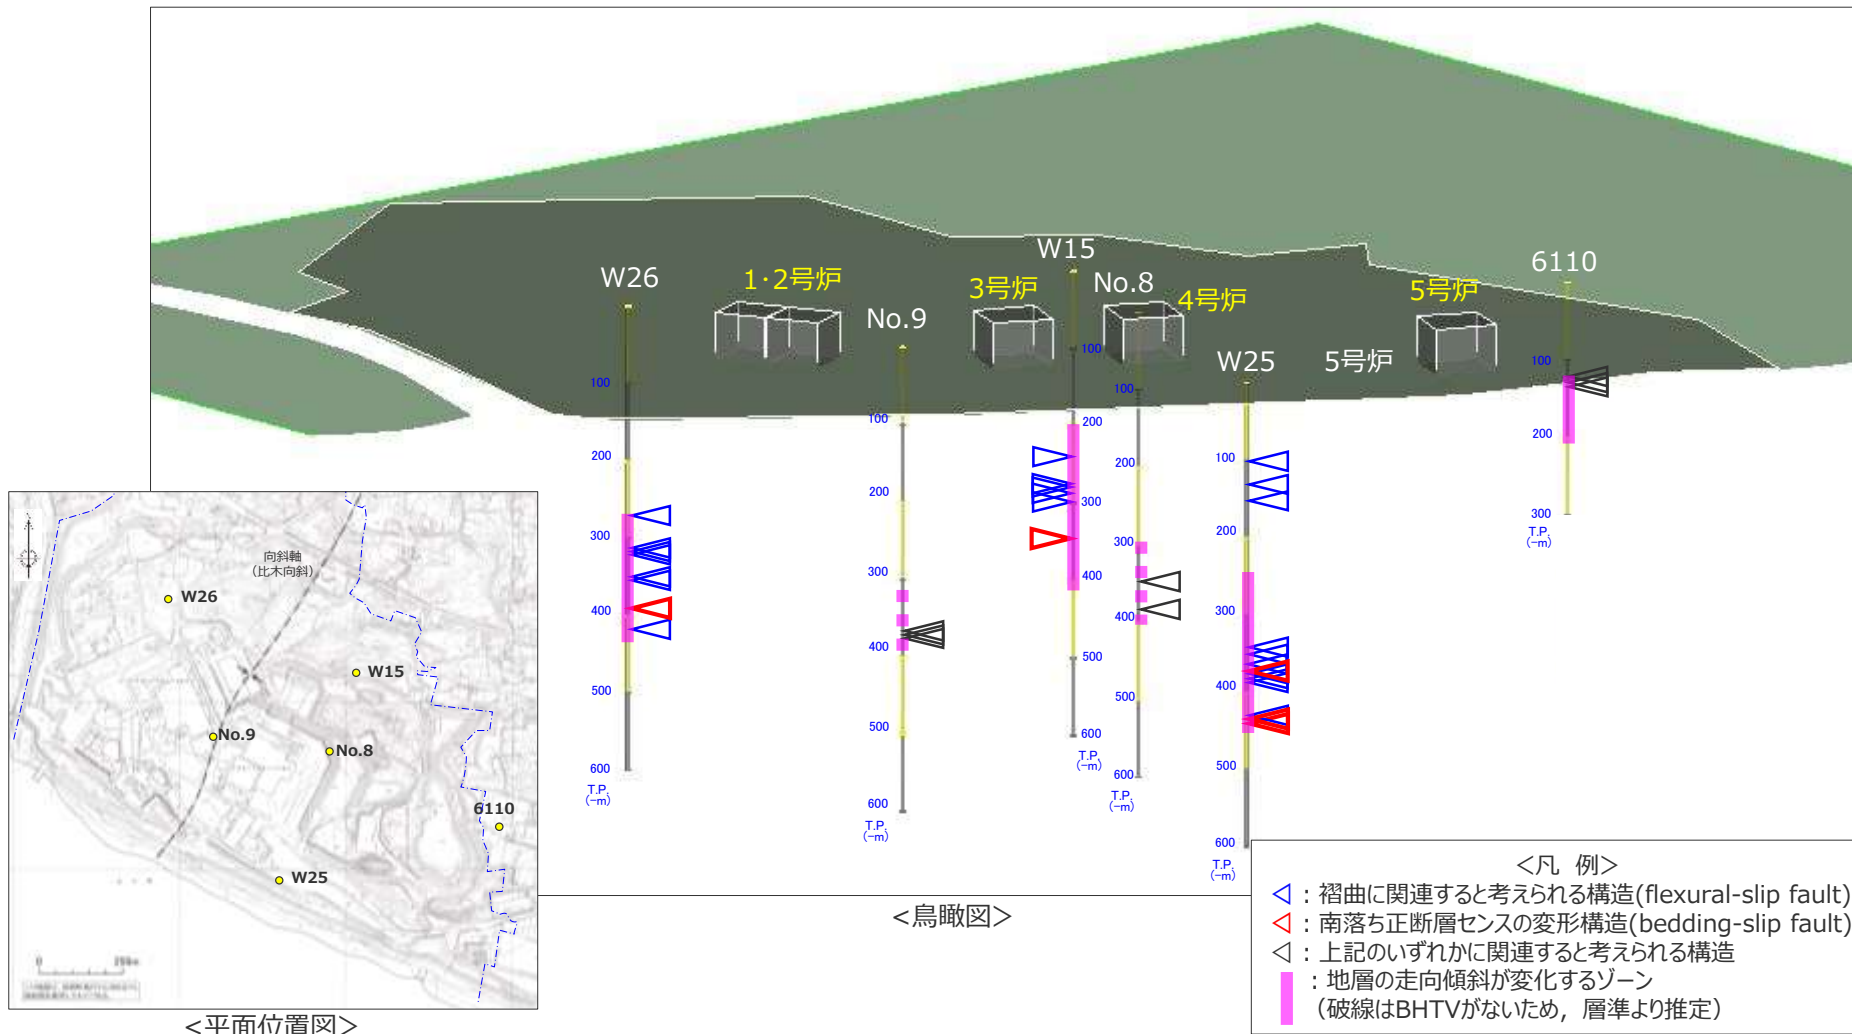 W26
1・2号炉
No.9
3号炉
W15
No.8
4号炉
W25
5号炉
5号炉
6110
100
200
300
400
500
600
T.P.
(-m)
100
200
300
400
500
600
T.P.
(-m)
100
200
300
400
500
600
T.P.
(-m)
100
200
300
400
500
600
T.P.
(-m)
100
200
300
400
500
600
T.P.
(-m)
100
200
300
T.P.
(-m)
向斜軸
(比木向斜)
W26
W15
No.9
No.8
6110
W25
0
<平面位置図>
<鳥瞰図>
<凡 例>
：褶曲に関連すると考えられる構造(flexural-slip fault)
：南落ち正断層センスの変形構造(bedding-slip fault)
：上記のいずれかに関連すると考えられる構造
：地層の走向傾斜が変化するゾーン
(破線はBHTVがないため，層準より推定)